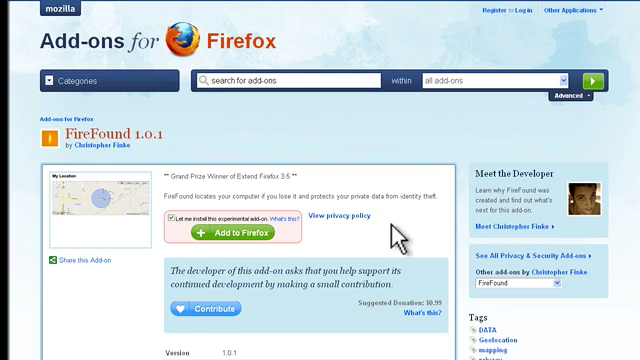 mozilla
Register or Log in
Other Applications
Add-ons for Firefox
Categories
search for add-ons
within
all add-ons
Advanced
Add-ons for Firefox
FireFound 1.0.1
by Christopher Finke
My Location
** Grand Prize Winner of Extend Firefox 3.5 **
FireFound locates your computer if you lose it and protects your private data from identity theft.
Let me install this experimental add-on. What's this?
View privacy policy
Add to Firefox
Share this Add-on
The developer of this add-on asks that you help support its
continued development by making a small contribution.
Contribute
Suggested Donation: $0.99
What's this?
Version 1.0.1
Meet the Developer
Learn why FireFound was
created and find out what's
next for this add-on.
Meet Christopher Finke
See All Privacy & Security Add-ons
Other add-ons by Christopher Finke
FireFound
Tags
DATA
Geolocation
mapping
privacy